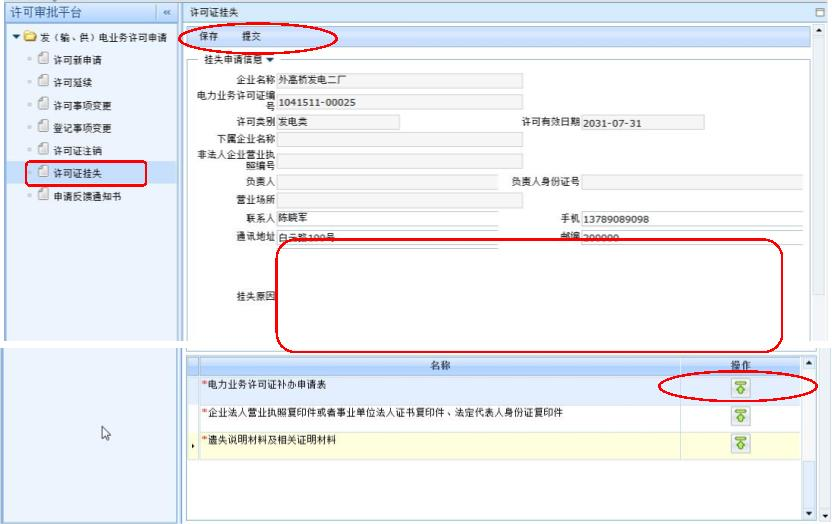 许可审批平台 «
许可证挂失
发（输、供）电业务许可申请
许可新申请
许可延续
许可事项变更
登记事项变更
许可证注销
许可证挂失
申请反馈通知书
保存 提交
挂失申请信息
企业名称 外高桥发电二厂
电力业务许可证编
号 1041511-00025
许可类别 发电类 许可有效日期 2031-07-31
下属企业名称
非法人企业营业执
照编号
负责人 负责人身份证号
营业场所
联系人 陈晓军 手机 13789089098
通讯地址 白云路100号 邮编 200000
挂失原因
名称 操作
*电力业务许可证补办申请表
*企业法人营业执照复印件或者事业单位法人证书复印件、法定代表人身份证复印件
*遗失说明材料及相关证明材料